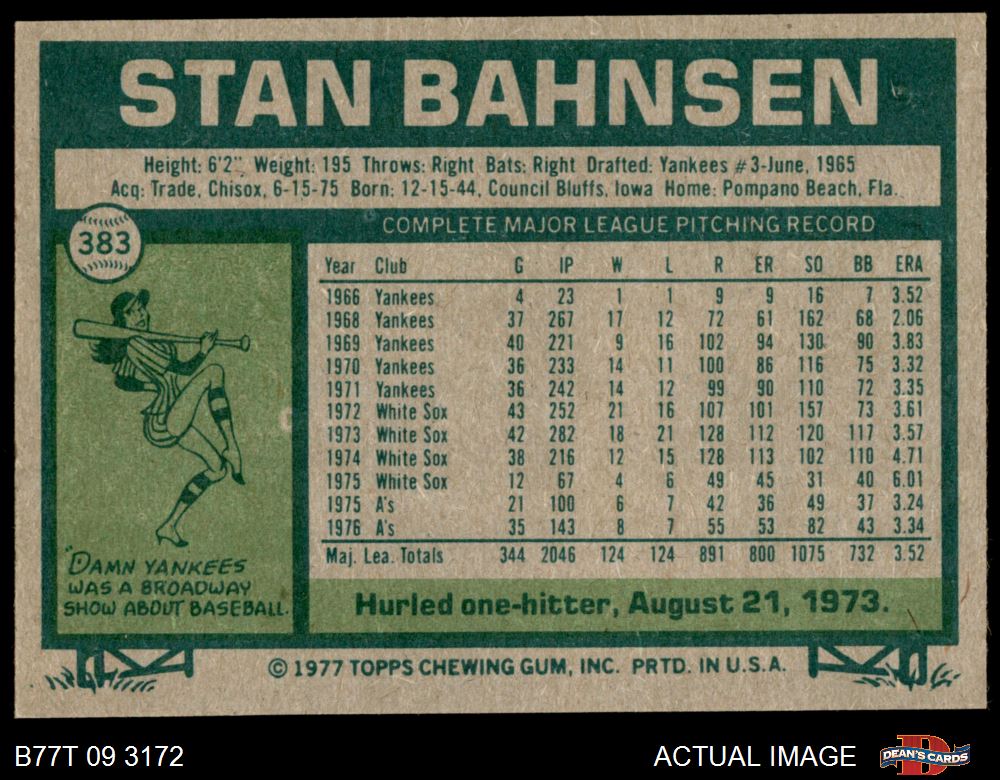 STAN BAHNSEN
Height: 6'2" Weight: 195 Throws: Right Bats: Right Drafted: Yankees #3-June, 1965
Acq: Trade, Chisox, 6-15-75 Born: 12-15-44, Council Bluffs, Iowa Home: Pompano Beach, Fla.
383
COMPLETE MAJOR LEAGUE PITCHING RECORD
Year Club G IP W L R ER SO BB ERA
1966 Yankees 4 23 1 1 9 9 16 7 3.52
1968 Yankees 37 267 17 12 72 61 162 68 2.06
1969 Yankees 40 221 9 16 102 94 130 90 3.83
1970 Yankees 36 233 14 11 100 86 116 75 3.32
1971 Yankees 36 242 14 12 99 90 110 72 3.35
1972 White Sox 43 252 21 16 107 101 157 73 3.61
1973 White Sox 42 282 18 21 128 112 120 117 3.57
1974 White Sox 38 216 12 15 128 113 102 110 4.71
1975 White Sox 12 67 4 6 49 45 31 40 6.01
1975 A's 21 100 6 7 42 36 49 37 3.24
1976 A's 35 143 8 7 55 53 82 43 3.34
Maj. Lea. Totals 344 2046 124 124 891 800 1075 732 3.52
"DAMN YANKEES
WAS A BROADWAY
SHOW ABOUT BASEBALL.
Hurled one-hitter, August 21, 1973.
© 1977 TOPPS CHEWING GUM, INC. PRTD. IN U.S.A.
B77T 09 3172
ACTUAL IMAGE
DEAN'S CARDS